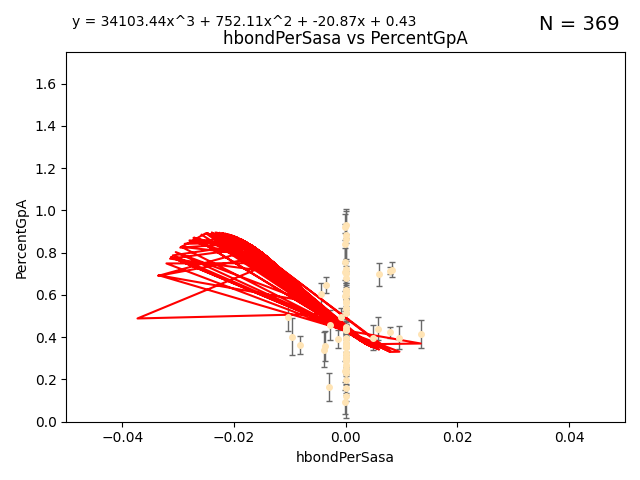 y = 34103.44x^3 + 752.11x^2 + -20.87x + 0.43
N = 369
hbondPerSasa vs PercentGpA
PercentGpA
1.6
1.4
1.2
1.0
0.8
0.6
0.4
0.2
0.0
−0.04 −0.02 0.00 0.02 0.04
hbondPerSasa